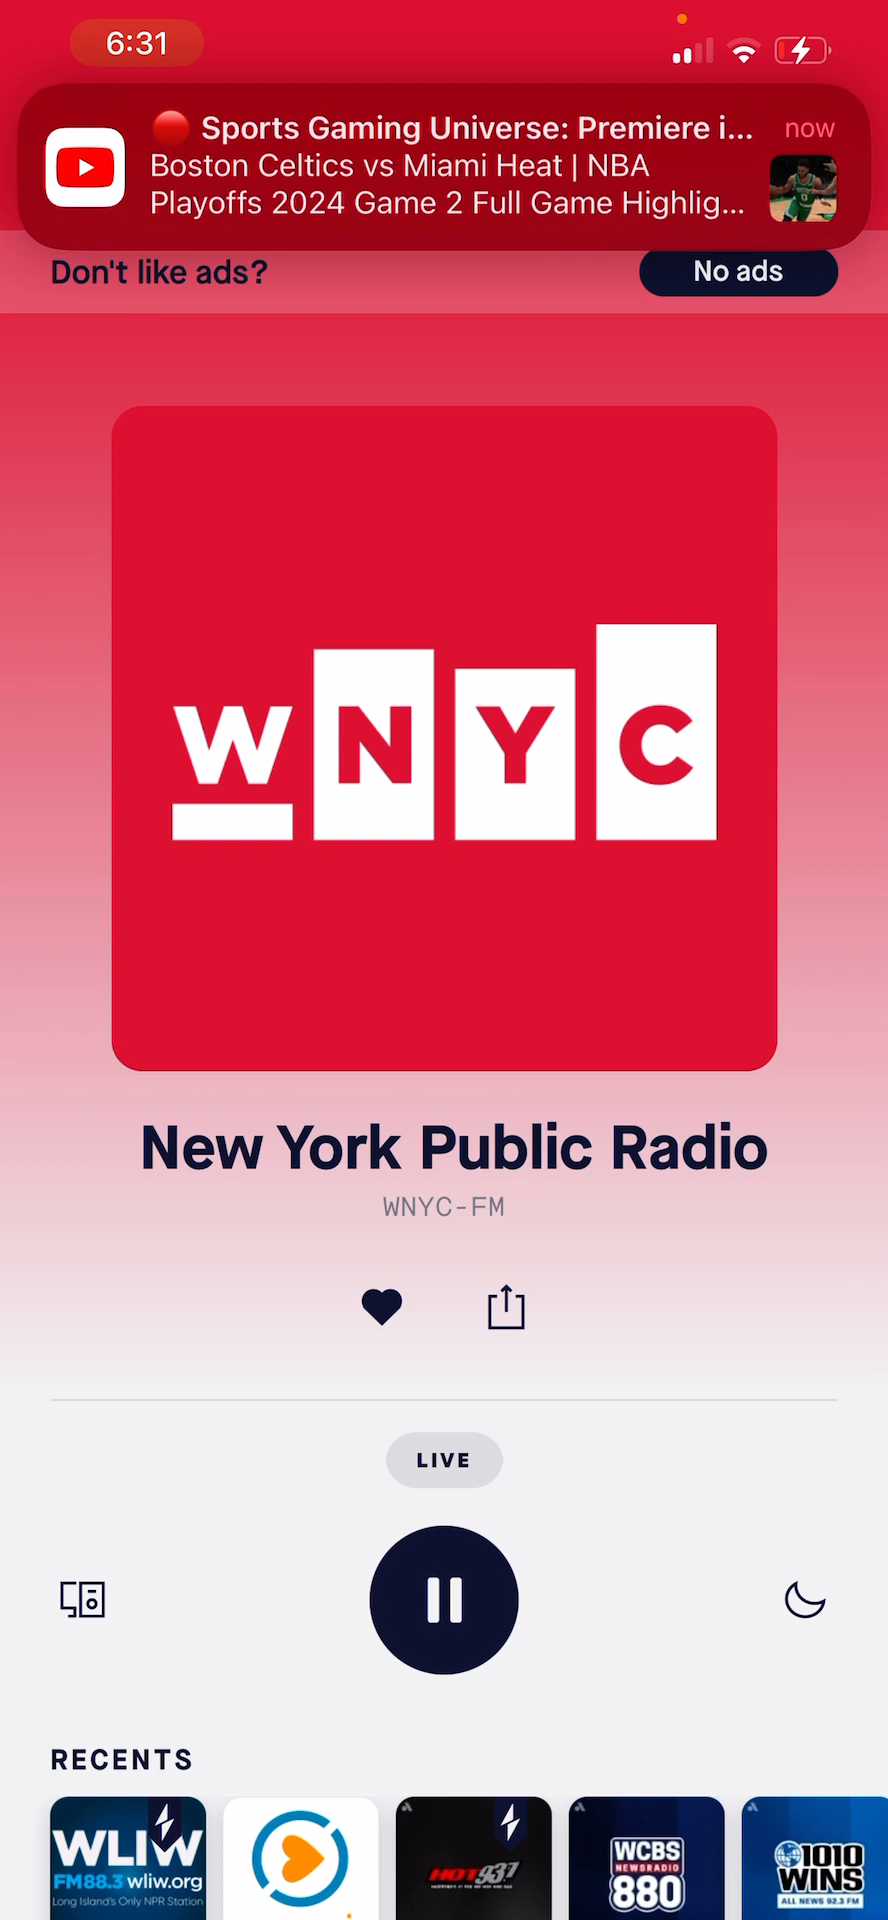 6:31
🔴 Sports Gaming Universe: Premiere i...
now
Boston Celtics vs Miami Heat | NBA
Playoffs 2024 Game 2 Full Game Highlig...
Don't like ads?
No ads
WNYC
New York Public Radio
WNYC-FM
LIVE
RECENTS
WLIW
FM88.3 wliw.org
Long Island's Only NPR Station
HOT 93.7
WCBS
NEWSRADIO
880
1010
WINS
ALL NEWS 92.3 FM